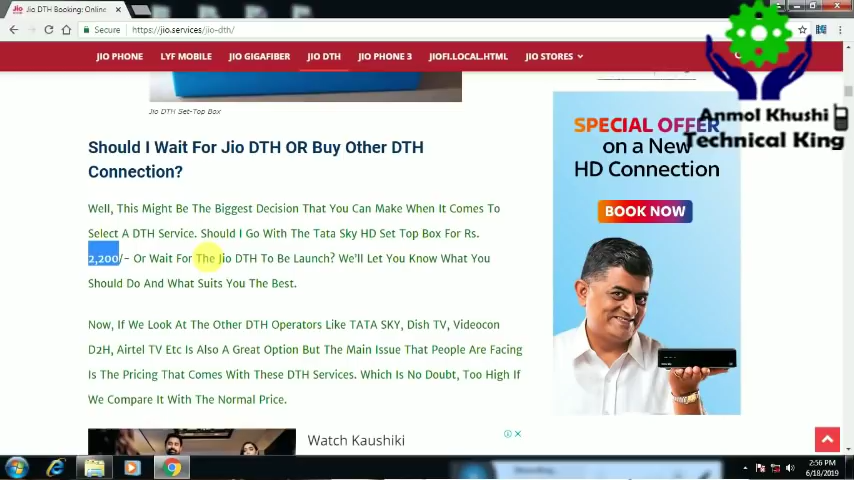 Jio DTH Booking: Online
Secure
https://jio.services/jio-dth/
JIO PHONE
LYF MOBILE
JIO GIGAFIBER
JIO DTH
JIO PHONE 3
JIOFI.LOCAL.HTML
JIO STORES
Anmol Khushi
Technical King
Jio DTH Set-Top Box
Should I Wait For Jio DTH OR Buy Other DTH
Connection?
Well, This Might Be The Biggest Decision That You Can Make When It Comes To
Select A DTH Service. Should I Go With The Tata Sky HD Set Top Box For Rs.
2,200/- Or Wait For The Jio DTH To Be Launch? We'll Let You Know What You
Should Do And What Suits You The Best.
Now, If We Look At The Other DTH Operators Like TATA SKY, Dish TV, Videocon
D2H, Airtel TV Etc Is Also A Great Option But The Main Issue That People Are Facing
Is The Pricing That Comes With These DTH Services. Which Is No Doubt, Too High If
We Compare It With The Normal Price.
SPECIAL OFFER
on a New
HD Connection
BOOK NOW
Watch Kaushiki
2:56 PM
6/18/2019